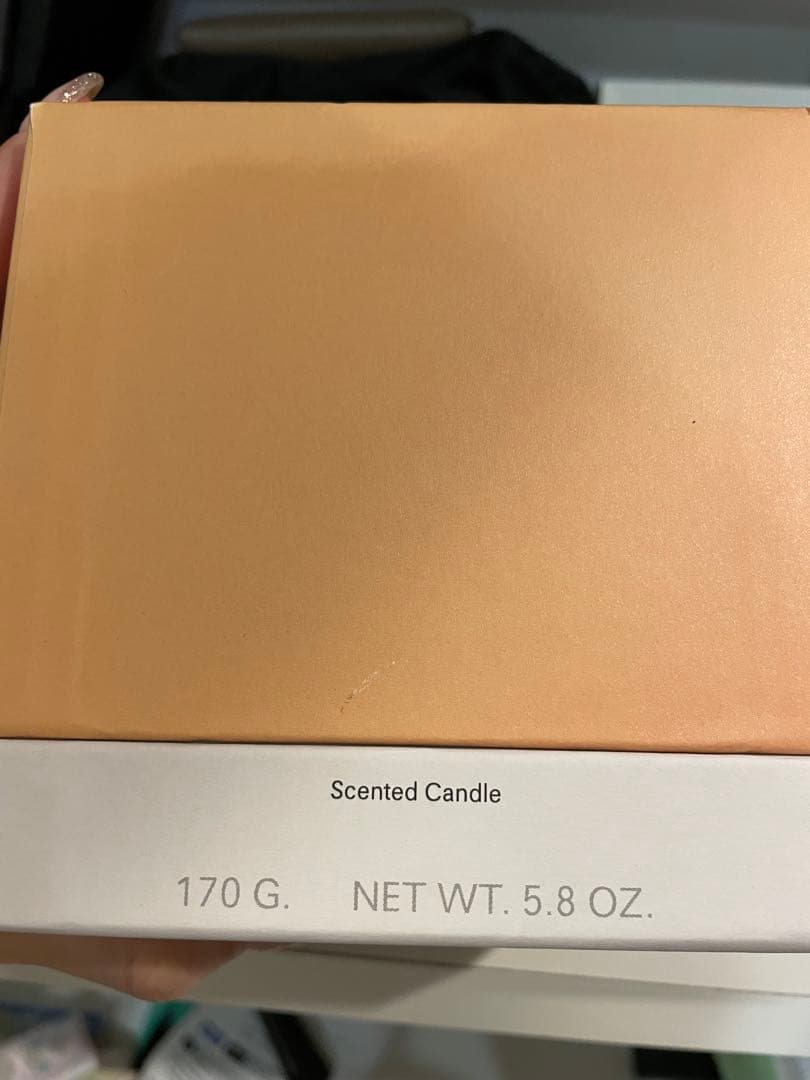 Scented Candle
170 G. NET WT. 5.8 OZ.